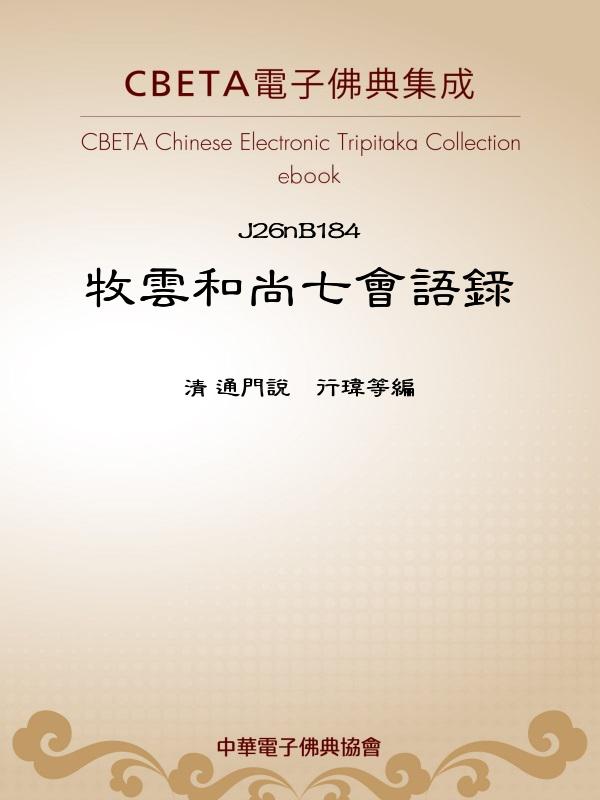 CBETA電子佛典集成
CBETA Chinese Electronic Tripitaka Collection
ebook
J26nB184
牧雲和尚七會語錄
清 通門說　行瑋等編
中華電子佛典協會